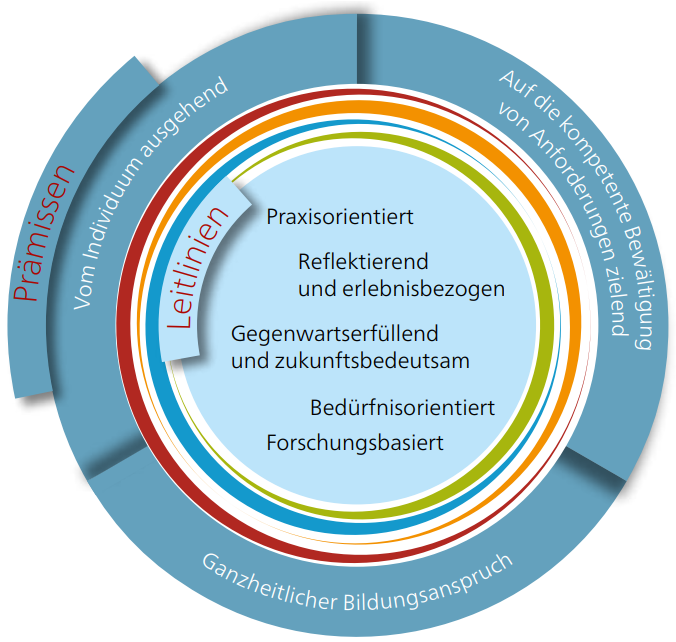 Prämissen
Vom Individuum ausgehend
Auf die kompetente Bewältigung
von Anforderungen zielend
Ganzheitlicher Bildungsanspruch
Leitlinien
Praxisorientiert
Reflektierend
und erlebnisbezogen
Gegenwartserfüllend
und zukunftsbedeutsam
Bedürfnisorientiert
Forschungsbasiert